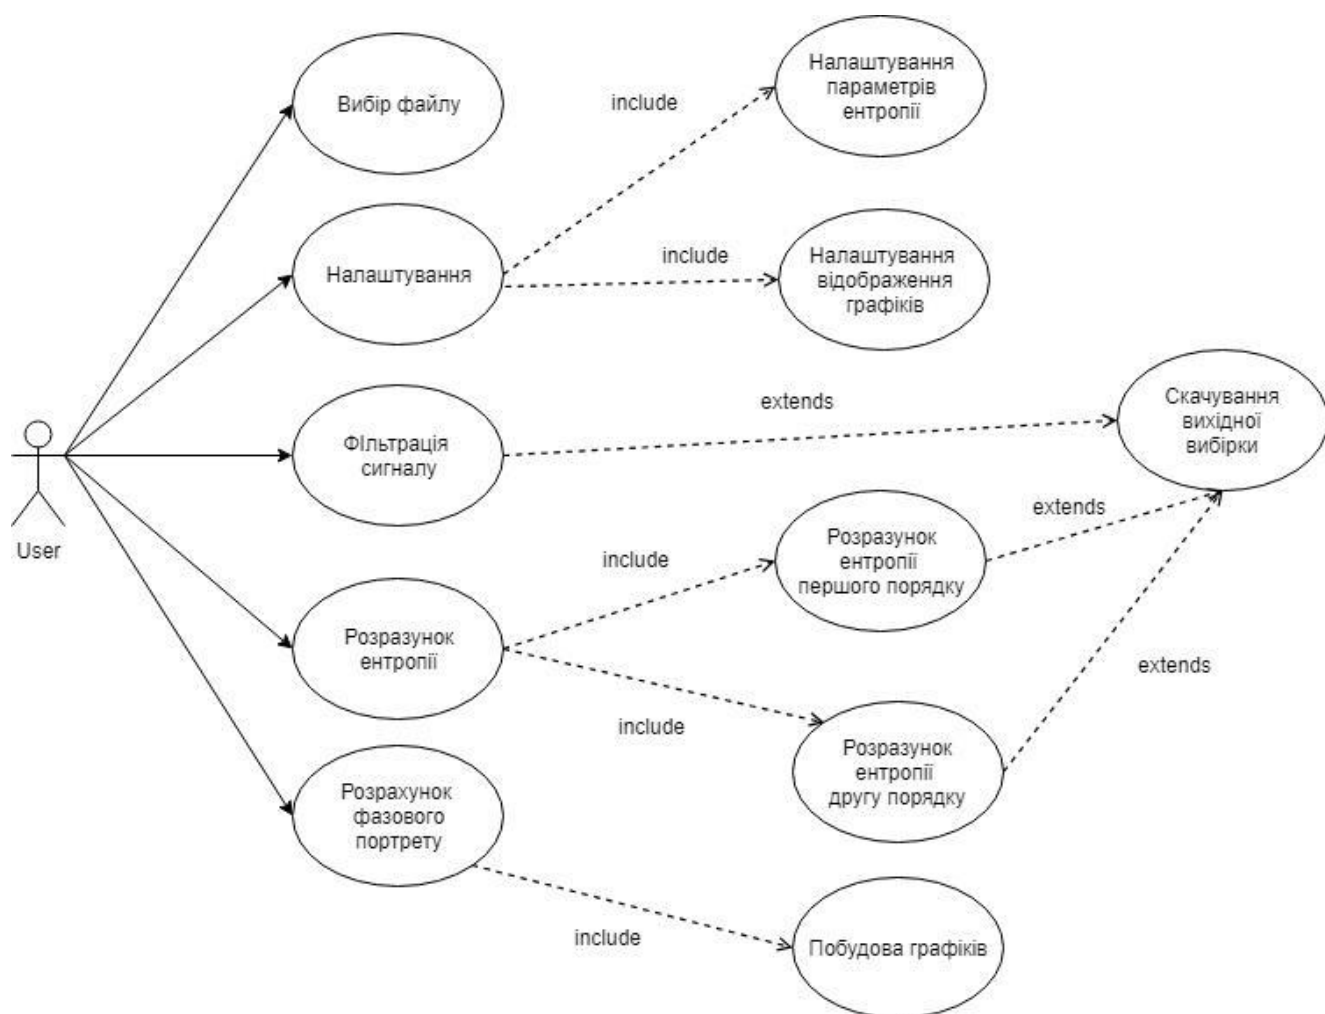 Вибір файлу
Налаштування
параметрів
ентропії
include
Налаштування
include
Налаштування
відображення
графіків
ФІльтрація
сигналу
extends
Скачування
вихідної
вибірки
User
include
Розразунок
ентропії
першого порядку
extends
Розразунок
ентропії
include
Розразунок
ентропії
другу порядку
extends
Розрахунок
фазового
портрету
include
Побудова графіків